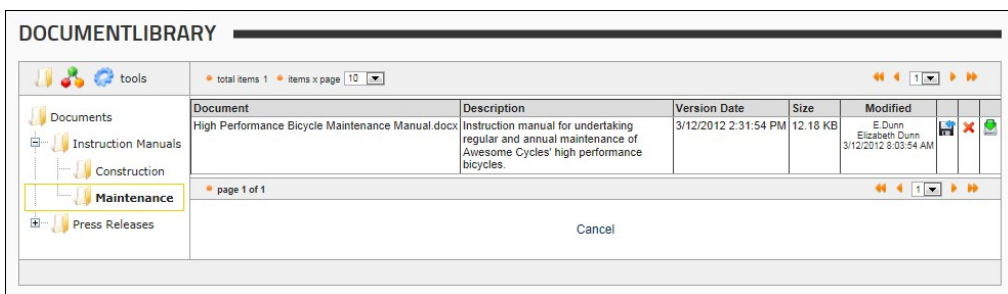 DOCUMENTLIBRARY
tools
total items 1 items x page 10
1
Documents
Instruction Manuals
Construction
Maintenance
Press Releases
Document Description Version Date Size Modified
High Performance Bicycle Maintenance Manual.docx Instruction manual for undertaking 3/12/2012 2:31:54 PM 12.18 KB E.Dunn
regular and annual maintenance of Elizabeth Dunn
Awesome Cycles' high performance 3/12/2012 8:03:54 AM
bicycles.
page 1 of 1
1
Cancel